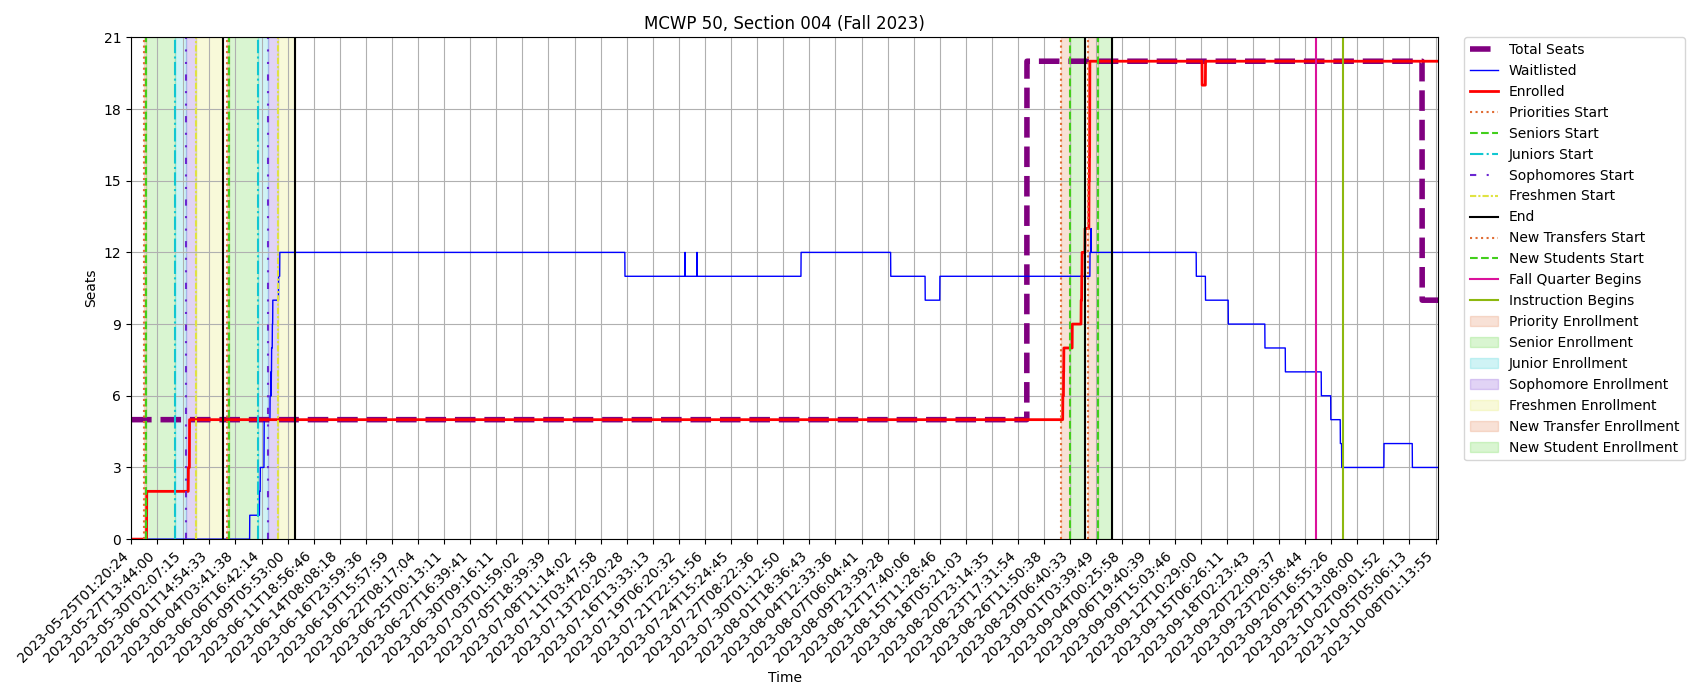 MCWP 50, Section 004 (Fall 2023)
Seats
21
18
15
12
9
6
3
0
2023-05-25T01:20:24
2023-05-27T13:44:00
2023-05-30T02:07:15
2023-06-01T14:54:33
2023-06-04T03:41:38
2023-06-06T16:42:14
2023-06-09T05:53:00
2023-06-11T18:56:46
2023-06-14T08:08:18
2023-06-16T23:59:36
2023-06-19T15:57:59
2023-06-22T08:17:04
2023-06-25T00:13:11
2023-06-27T16:39:41
2023-06-30T09:16:11
2023-07-03T01:59:02
2023-07-05T18:39:39
2023-07-08T11:14:02
2023-07-11T03:47:58
2023-07-13T20:20:28
2023-07-16T13:33:13
2023-07-19T06:20:32
2023-07-21T22:51:56
2023-07-24T15:24:45
2023-07-27T08:22:36
2023-07-30T01:12:50
2023-08-01T18:36:43
2023-08-04T12:33:36
2023-08-07T06:04:41
2023-08-09T23:39:28
2023-08-12T17:40:06
2023-08-15T11:28:46
2023-08-18T05:21:03
2023-08-20T23:14:35
2023-08-23T17:31:54
2023-08-26T11:50:38
2023-08-29T06:40:33
2023-09-01T03:39:49
2023-09-04T00:25:58
2023-09-06T19:40:39
2023-09-09T15:03:46
2023-09-12T10:29:00
2023-09-15T06:26:11
2023-09-18T02:23:43
2023-09-20T22:09:37
2023-09-23T20:58:44
2023-09-26T16:55:26
2023-09-29T13:08:00
2023-10-02T09:01:52
2023-10-05T05:06:13
2023-10-08T01:13:55
Time
Total Seats
Waitlisted
Enrolled
Priorities Start
Seniors Start
Juniors Start
Sophomores Start
Freshmen Start
End
New Transfers Start
New Students Start
Fall Quarter Begins
Instruction Begins
Priority Enrollment
Senior Enrollment
Junior Enrollment
Sophomore Enrollment
Freshmen Enrollment
New Transfer Enrollment
New Student Enrollment